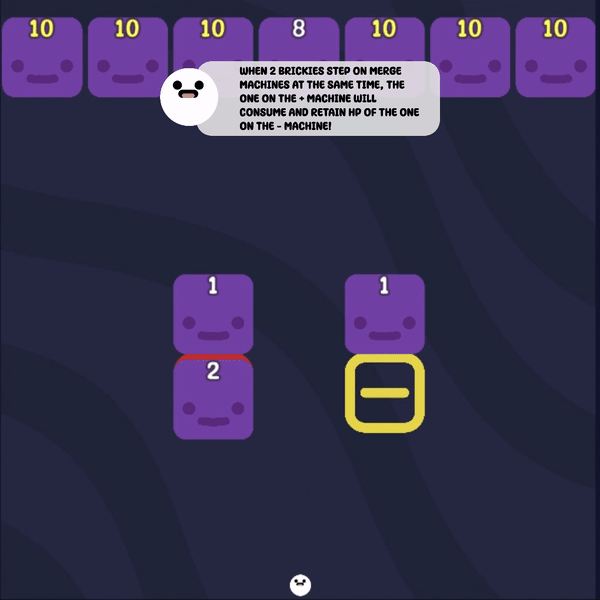 10 10 10 8 10 10 10
WHEN 2 BRICKIES STEP ON MERGE
MACHINES AT THE SAME TIME, THE
ONE ON THE + MACHINE WILL
CONSUME AND RETAIN HP OF THE ONE
ON THE - MACHINE!
1 1
2